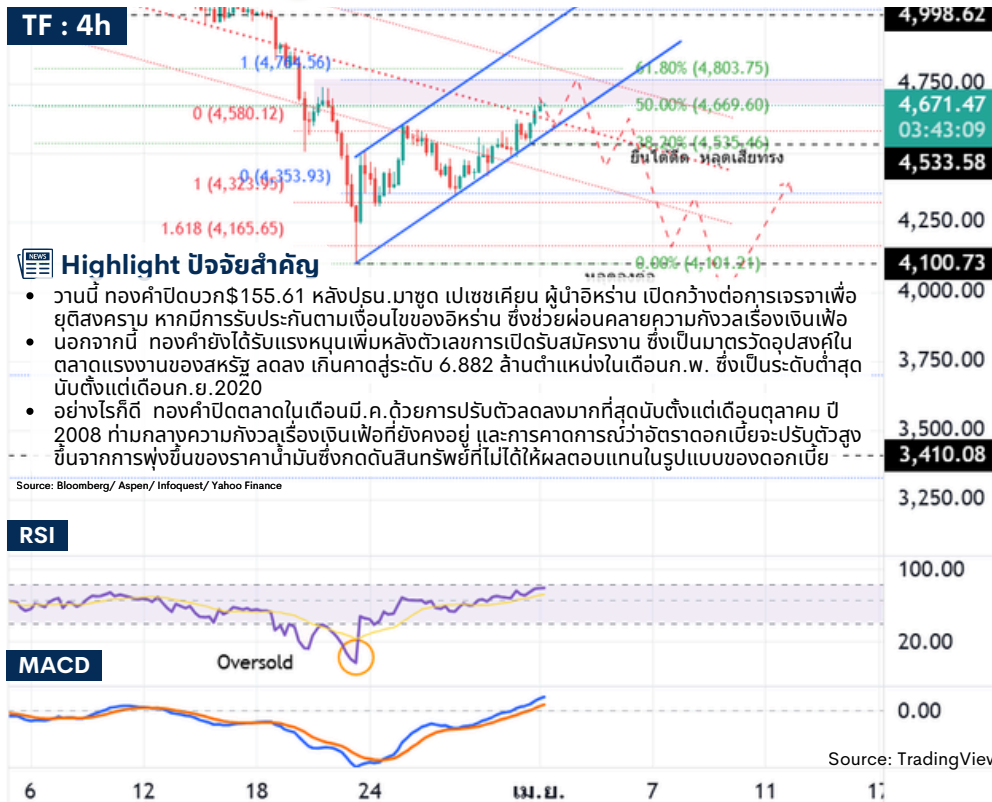 TF : 4h
4,998.62
1 (4,764.56)
61.80% (4,803.75)
4,750.00
0 (4,580.12)
50.00% (4,669.60)
4,671.47
03:43:09
38.20% (4,535.46)
4,533.58
ยืนได้ดีด หลุดเสียทรง
0 (4,353.93)
1 (4,323.95)
1.618 (4,165.65)
4,250.00
Highlight ปัจจัยสำคัญ
0.00% (4,101.21)
4,100.73
4,000.00
• วานนี้ ทองคำปิดบวก$155.61 หลังปธน.มาซูด เปเซชเคียน ผู้นำอิหร่าน เปิดกว้างต่อการเจรจาเพื่อ
ยุติสงคราม หากมีการรับประกันตามเงื่อนไขของอิหร่าน ซึ่งช่วยผ่อนคลายความกังวลเรื่องเงินเฟ้อ
• นอกจากนี้ ทองคำยังได้รับแรงหนุนเพิ่มหลังตัวเลขการเปิดรับสมัครงาน ซึ่งเป็นมาตรวัดอุปสงค์ใน
ตลาดแรงงานของสหรัฐ ลดลง เกินคาดสู่ระดับ 6.882 ล้านตำแหน่งในเดือนก.พ. ซึ่งเป็นระดับต่ำสุด
นับตั้งแต่เดือนก.ย.2020
• อย่างไรก็ดี ทองคำปิดตลาดในเดือนมี.ค.ด้วยการปรับตัวลดลงมากที่สุดนับตั้งแต่เดือนตุลาคม ปี
2008 ท่ามกลางความกังวลเรื่องเงินเฟ้อที่ยังคงอยู่ และการคาดการณ์ว่าอัตราดอกเบี้ยจะปรับตัวสูง
ขึ้นจากการพุ่งขึ้นของราคาน้ำมันซึ่งกดดันสินทรัพย์ที่ไม่ได้ให้ผลตอบแทนในรูปแบบของดอกเบี้ย
3,750.00
3,500.00
3,410.08
3,250.00
Source: Bloomberg/ Aspen/ Infoquest/ Yahoo Finance
RSI
100.00
20.00
Oversold
MACD
0.00
Source: TradingView
6 12 18 24 เม.ย. 7 11